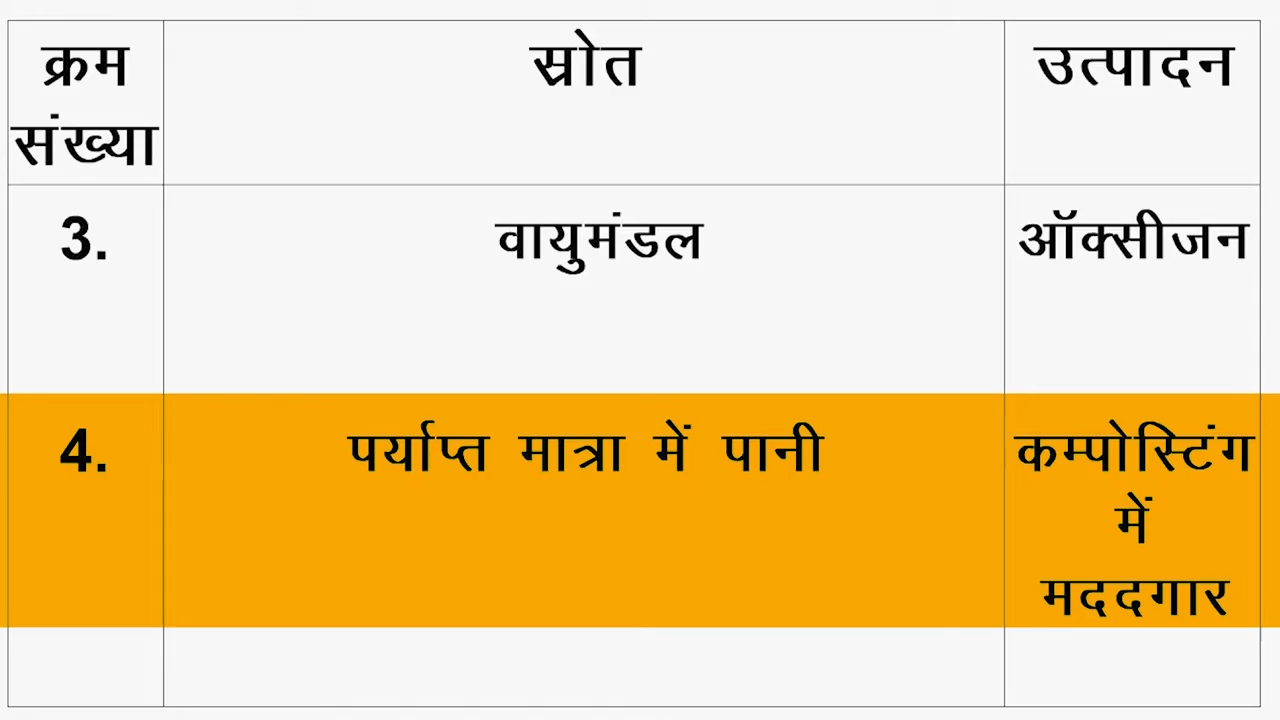 क्रम स्रोत उत्पादन
संख्या
3. वायुमंडल ऑक्सीजन
4. पर्याप्त मात्रा में पानी कम्पोस्टिंग
में
मददगार